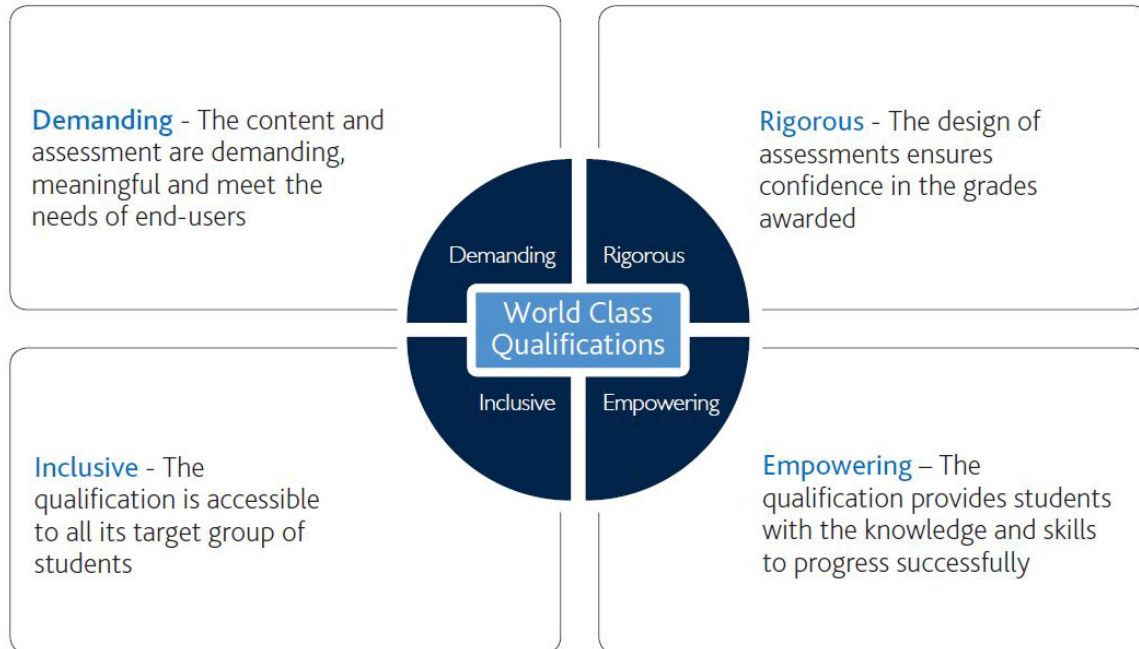 Demanding - The content and
assessment are demanding,
meaningful and meet the
needs of end-users
Rigorous - The design of
assessments ensures
confidence in the grades
awarded
Demanding
Rigorous
World Class
Qualifications
Inclusive
Empowering
Inclusive - The
qualification is accessible
to all its target group of
students
Empowering – The
qualification provides students
with the knowledge and skills
to progress successfully